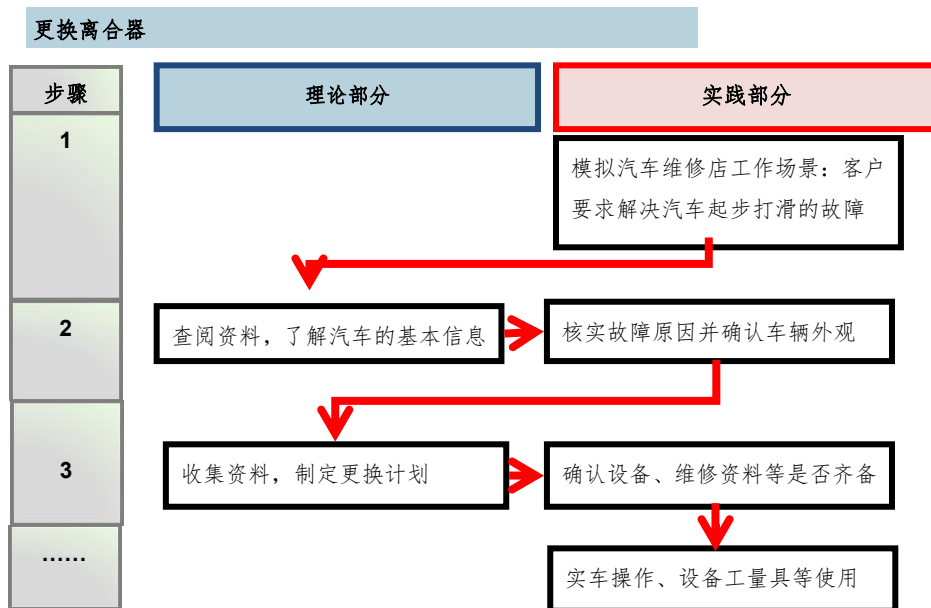 更换离合器
步骤
理论部分
实践部分
1
模拟汽车维修店工作场景：客户
要求解决汽车起步打滑的故障
2
查阅资料，了解汽车的基本信息
核实故障原因并确认车辆外观
3
收集资料，制定更换计划
确认设备、维修资料等是否齐备
……
实车操作、设备工量具等使用